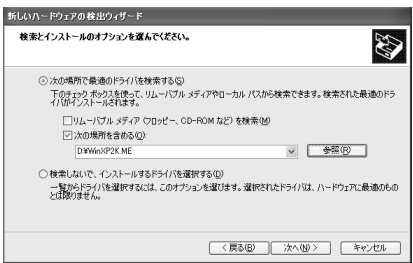 新しいハードウェアの検出ウィザード
検索とインストールのオプションを選んでください。
次の場所で最適のドライバを検索する(S)
下のチェック ボックスを使って、リムーバブル メディアやローカル パスから検索できます。検索された最適のドラ
イバがインストールされます。
リムーバブル メディア (フロッピー、CD-ROM など) を検索(M)
次の場所を含める(O):
D:¥WinXP2K.ME
参照(R)
検索しないで、インストールするドライバを選択する(D)
一覧からドライバを選択するには、このオプションを選びます。選択されたドライバは、ハードウェアに最適のもの
とは限りません。
< 戻る(B)
次へ(N) >
キャンセル